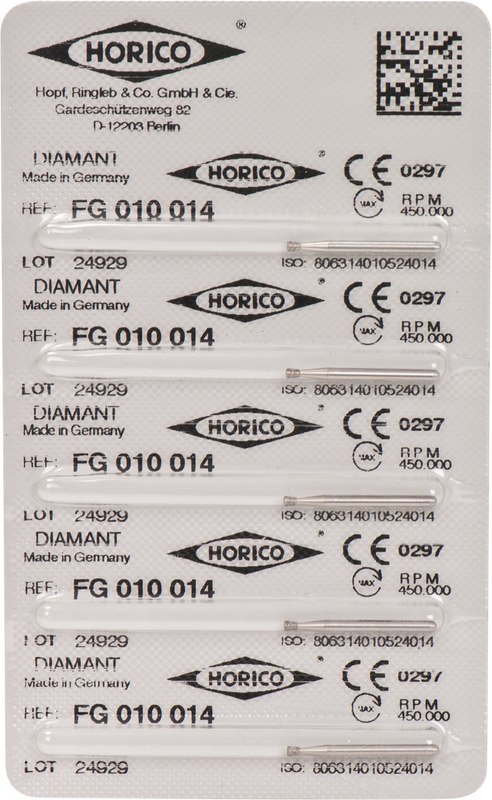 HORICO ®
Hopf, Ringleb & Co. GmbH & Cie.
Gardeschützenweg 82
D-12203 Berlin
DIAMANT HORICO ® CE 0297
Made in Germany
MAX RPM
REF: FG 010 014 450.000
LOT 24929 ISO: 806314010524014
DIAMANT HORICO ® CE 0297
Made in Germany
MAX RPM
REF: FG 010 014 450.000
LOT 24929 ISO: 806314010524014
DIAMANT HORICO ® CE 0297
Made in Germany
MAX RPM
REF: FG 010 014 450.000
LOT 24929 ISO: 806314010524014
DIAMANT HORICO ® CE 0297
Made in Germany
MAX RPM
REF: FG 010 014 450.000
LOT 24929 ISO: 806314010524014
DIAMANT HORICO ® CE 0297
Made in Germany
MAX RPM
REF: FG 010 014 450.000
LOT 24929 ISO: 806314010524014